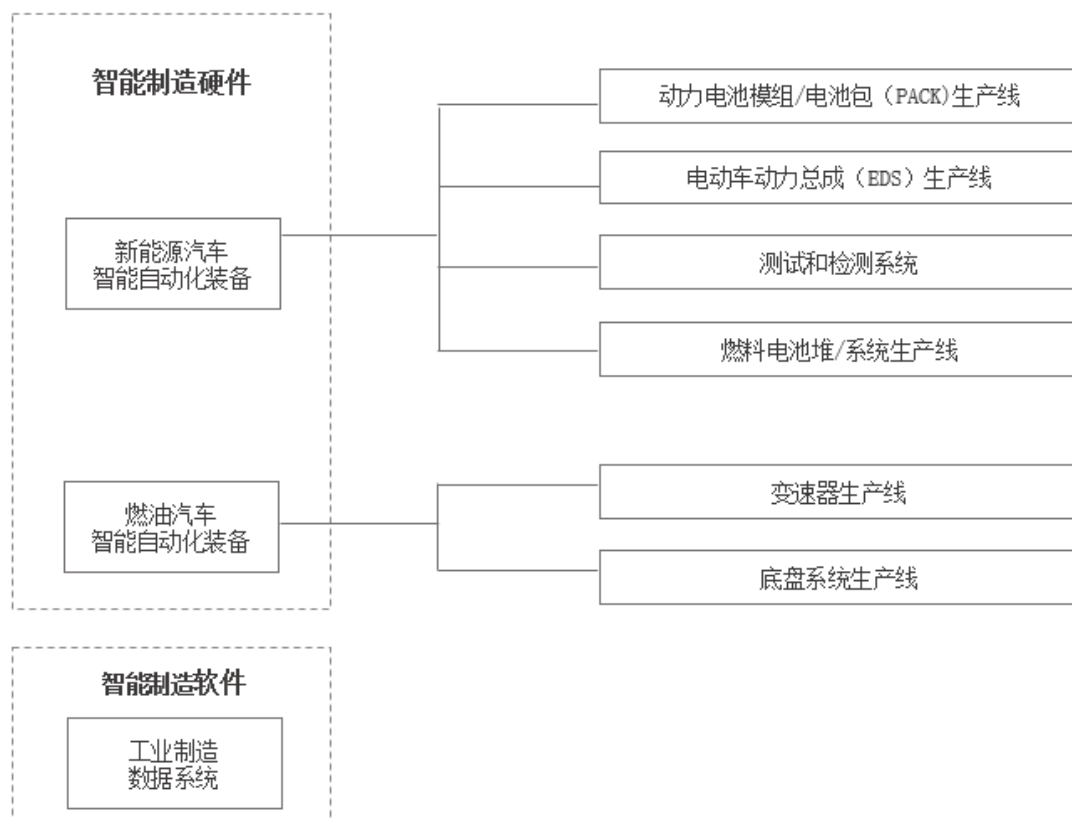 智能制造硬件
动力电池模组/电池包（PACK)生产线
电动车动力总成（EDS）生产线
新能源汽车
智能自动化装备
测试和检测系统
燃料电池堆/系统生产线
变速器生产线
燃油汽车
智能自动化装备
底盘系统生产线
智能制造软件
工业制造
数据系统